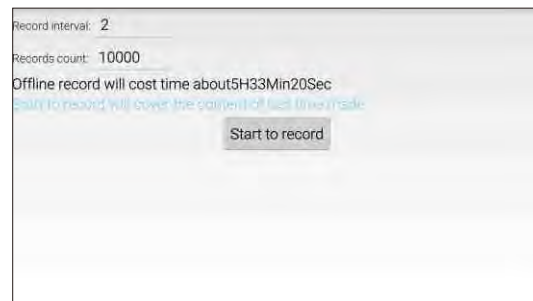 Record interval: 2
Records count: 10000
Offline record will cost time about5H33Min20Sec
Start to record will cover the content of last time made
Start to record